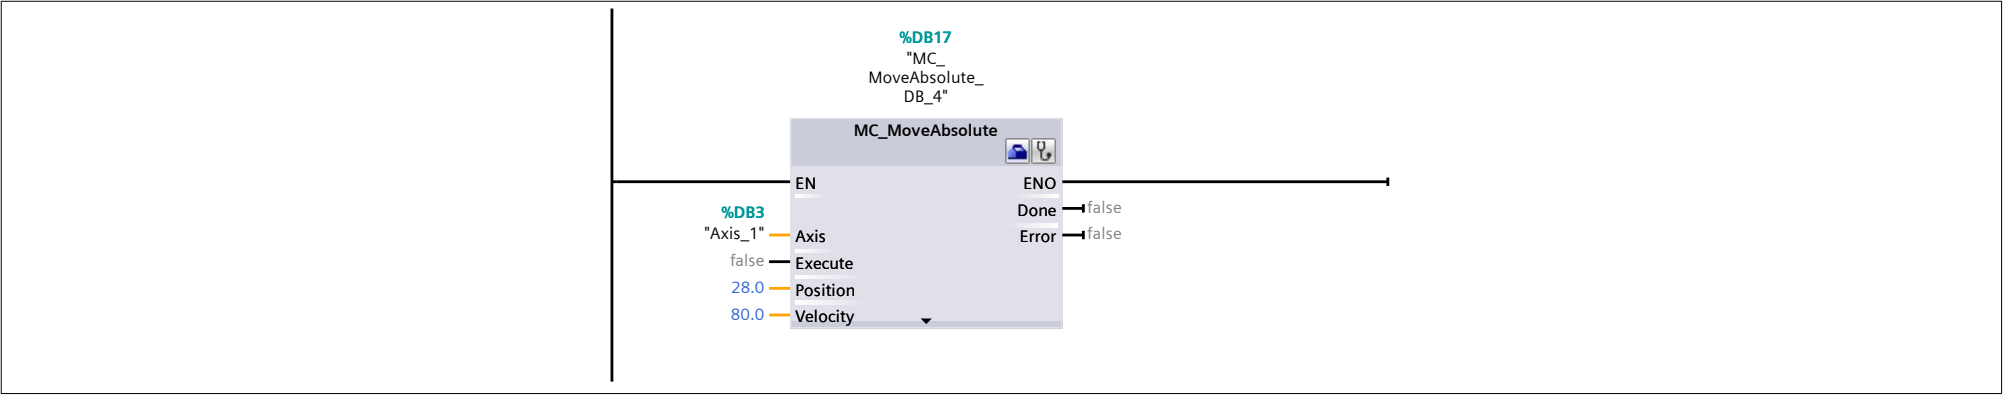 %DB17
"MC_
MoveAbsolute_
DB_4"
MC_MoveAbsolute
EN ENO
%DB3 Done false
"Axis_1" Axis Error false
false Execute
28.0 Position
80.0 Velocity